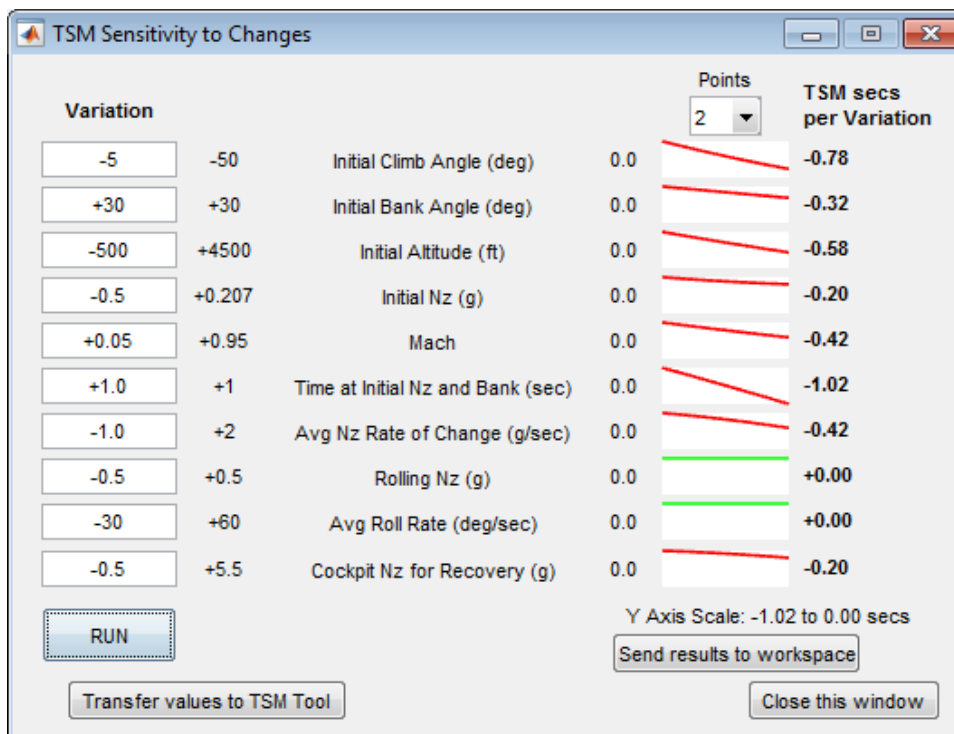 TSM Sensitivity to Changes
Points
TSM secs
per Variation
Variation
2
-5 -50 Initial Climb Angle (deg) 0.0 -0.78
+30 +30 Initial Bank Angle (deg) 0.0 -0.32
-500 +4500 Initial Altitude (ft) 0.0 -0.58
-0.5 +0.207 Initial Nz (g) 0.0 -0.20
+0.05 +0.95 Mach 0.0 -0.42
+1.0 +1 Time at Initial Nz and Bank (sec) 0.0 -1.02
-1.0 +2 Avg Nz Rate of Change (g/sec) 0.0 -0.42
-0.5 +0.5 Rolling Nz (g) 0.0 +0.00
-30 +60 Avg Roll Rate (deg/sec) 0.0 +0.00
-0.5 +5.5 Cockpit Nz for Recovery (g) 0.0 -0.20
Y Axis Scale: -1.02 to 0.00 secs
RUN
Send results to workspace
Transfer values to TSM Tool
Close this window